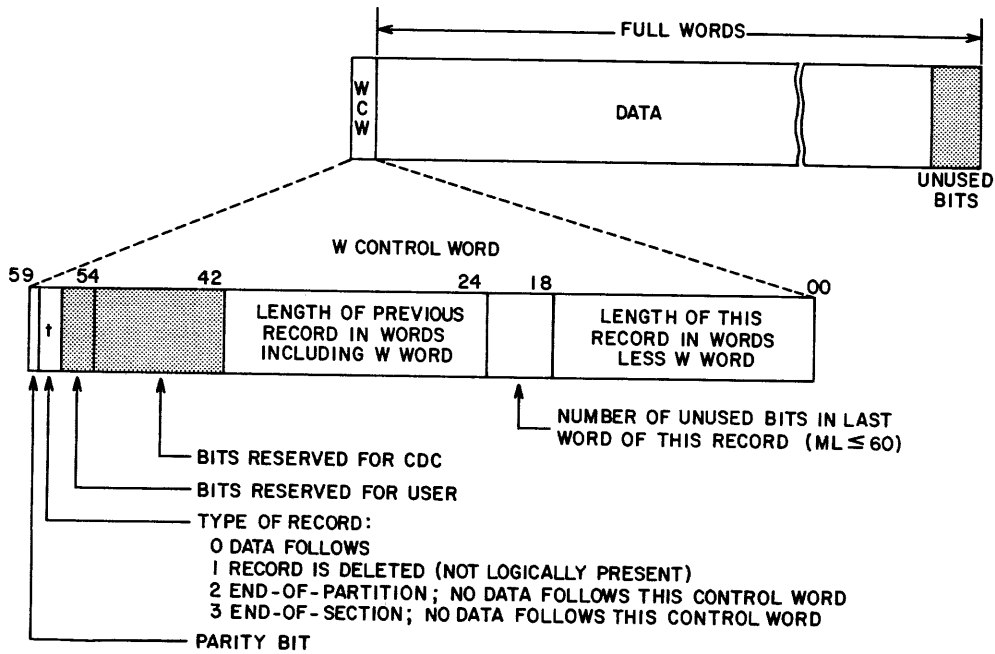 FULL WORDS
WCW
DATA
UNUSED
BITS
W CONTROL WORD
59 54 42 24 18 00
t
LENGTH OF PREVIOUS
RECORD IN WORDS
INCLUDING W WORD
LENGTH OF THIS
RECORD IN WORDS
LESS W WORD
NUMBER OF UNUSED BITS IN LAST
WORD OF THIS RECORD (ML≤60)
BITS RESERVED FOR CDC
BITS RESERVED FOR USER
TYPE OF RECORD:
0 DATA FOLLOWS
1 RECORD IS DELETED (NOT LOGICALLY PRESENT)
2 END-OF-PARTITION; NO DATA FOLLOWS THIS CONTROL WORD
3 END-OF-SECTION; NO DATA FOLLOWS THIS CONTROL WORD
PARITY BIT